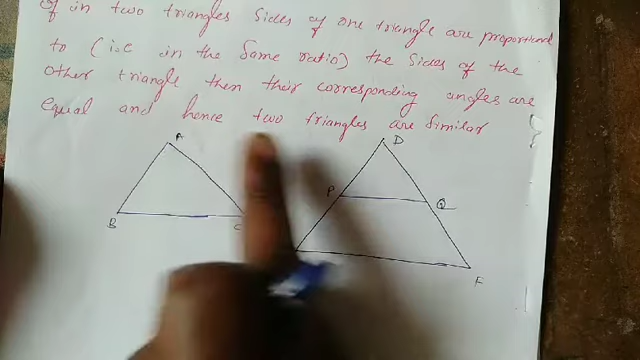 If in two triangles sides of one triangle are proportional
to (i.e in the same ratio) the sides of the
other triangle then their corresponding angles are
equal and hence two triangles are similar
A
D
P
Q
B
C
F